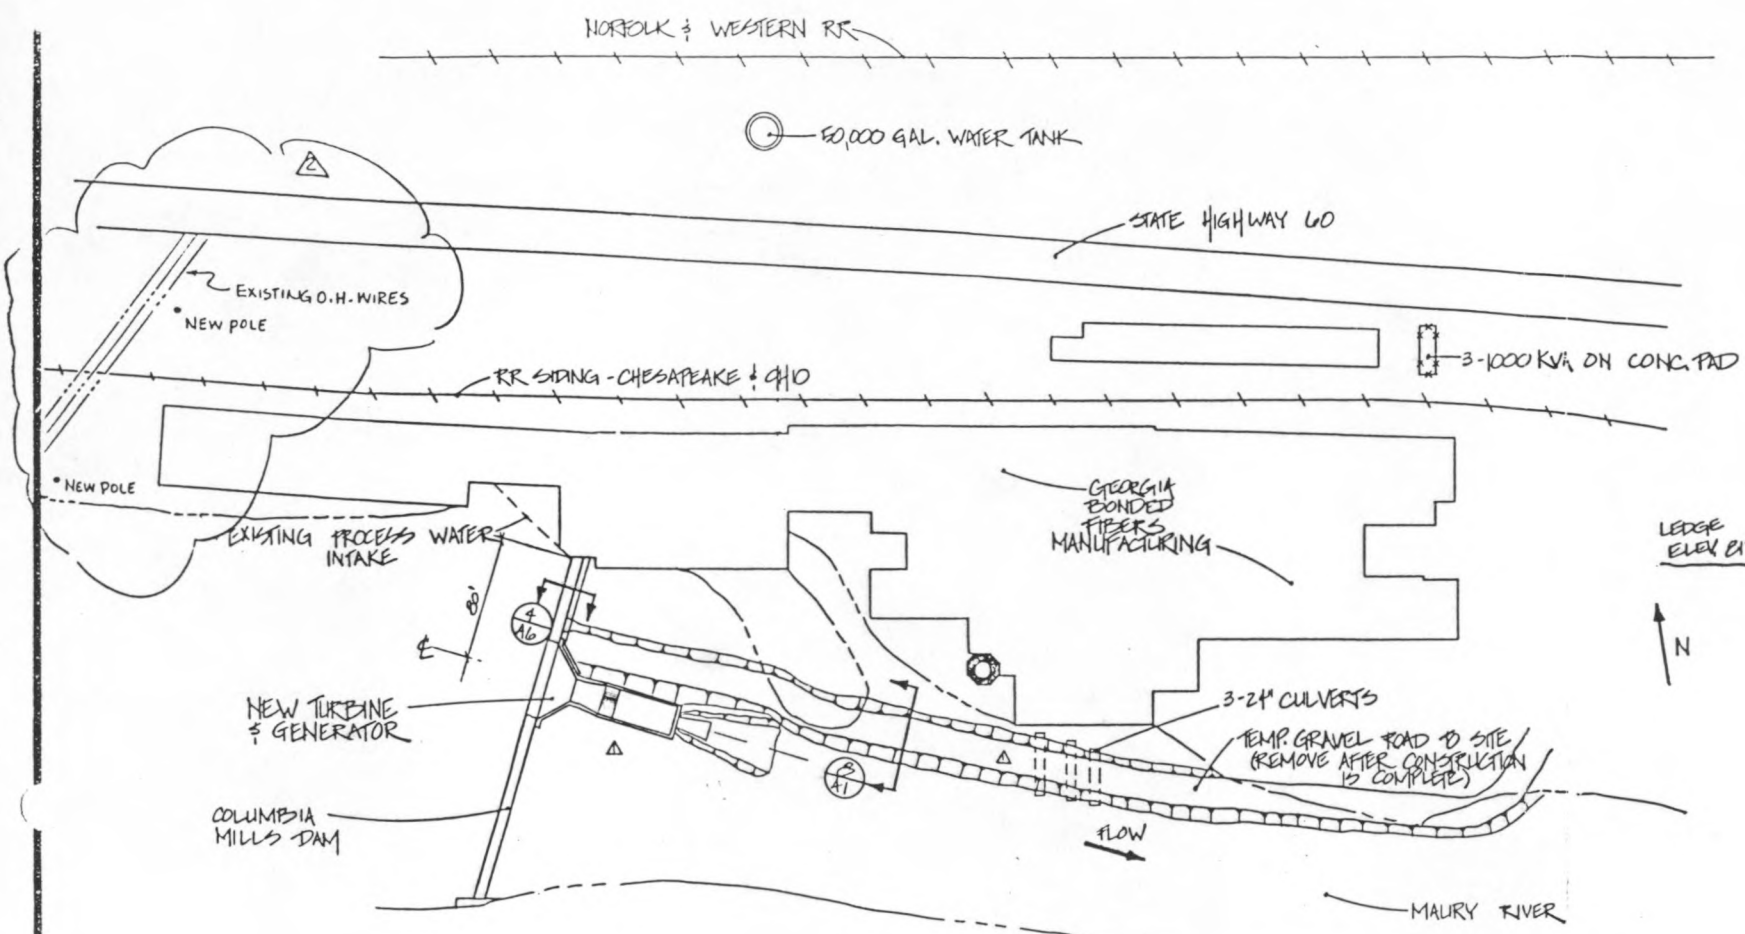 NORFOLK & WESTERN RR
50,000 GAL. WATER TANK
2
STATE HIGHWAY 60
EXISTING O.H. WIRES
NEW POLE
3-1000 KVA ON CONC. PAD
RR SIDING - CHESAPEAKE & OHIO
NEW POLE
GEORGIA
BONDED
FIBERS
MANUFACTURING
LEDGE
ELEV.
EXISTING PROCESS WATER
INTAKE
80'
4
A6
N
NEW TURBINE
& GENERATOR
1
3-24" CULVERTS
TEMP. GRAVEL ROAD TO SITE
(REMOVE AFTER CONSTRUCTION
IS COMPLETE)
1
B
A1
COLUMBIA
MILLS DAM
FLOW
MAURY RIVER